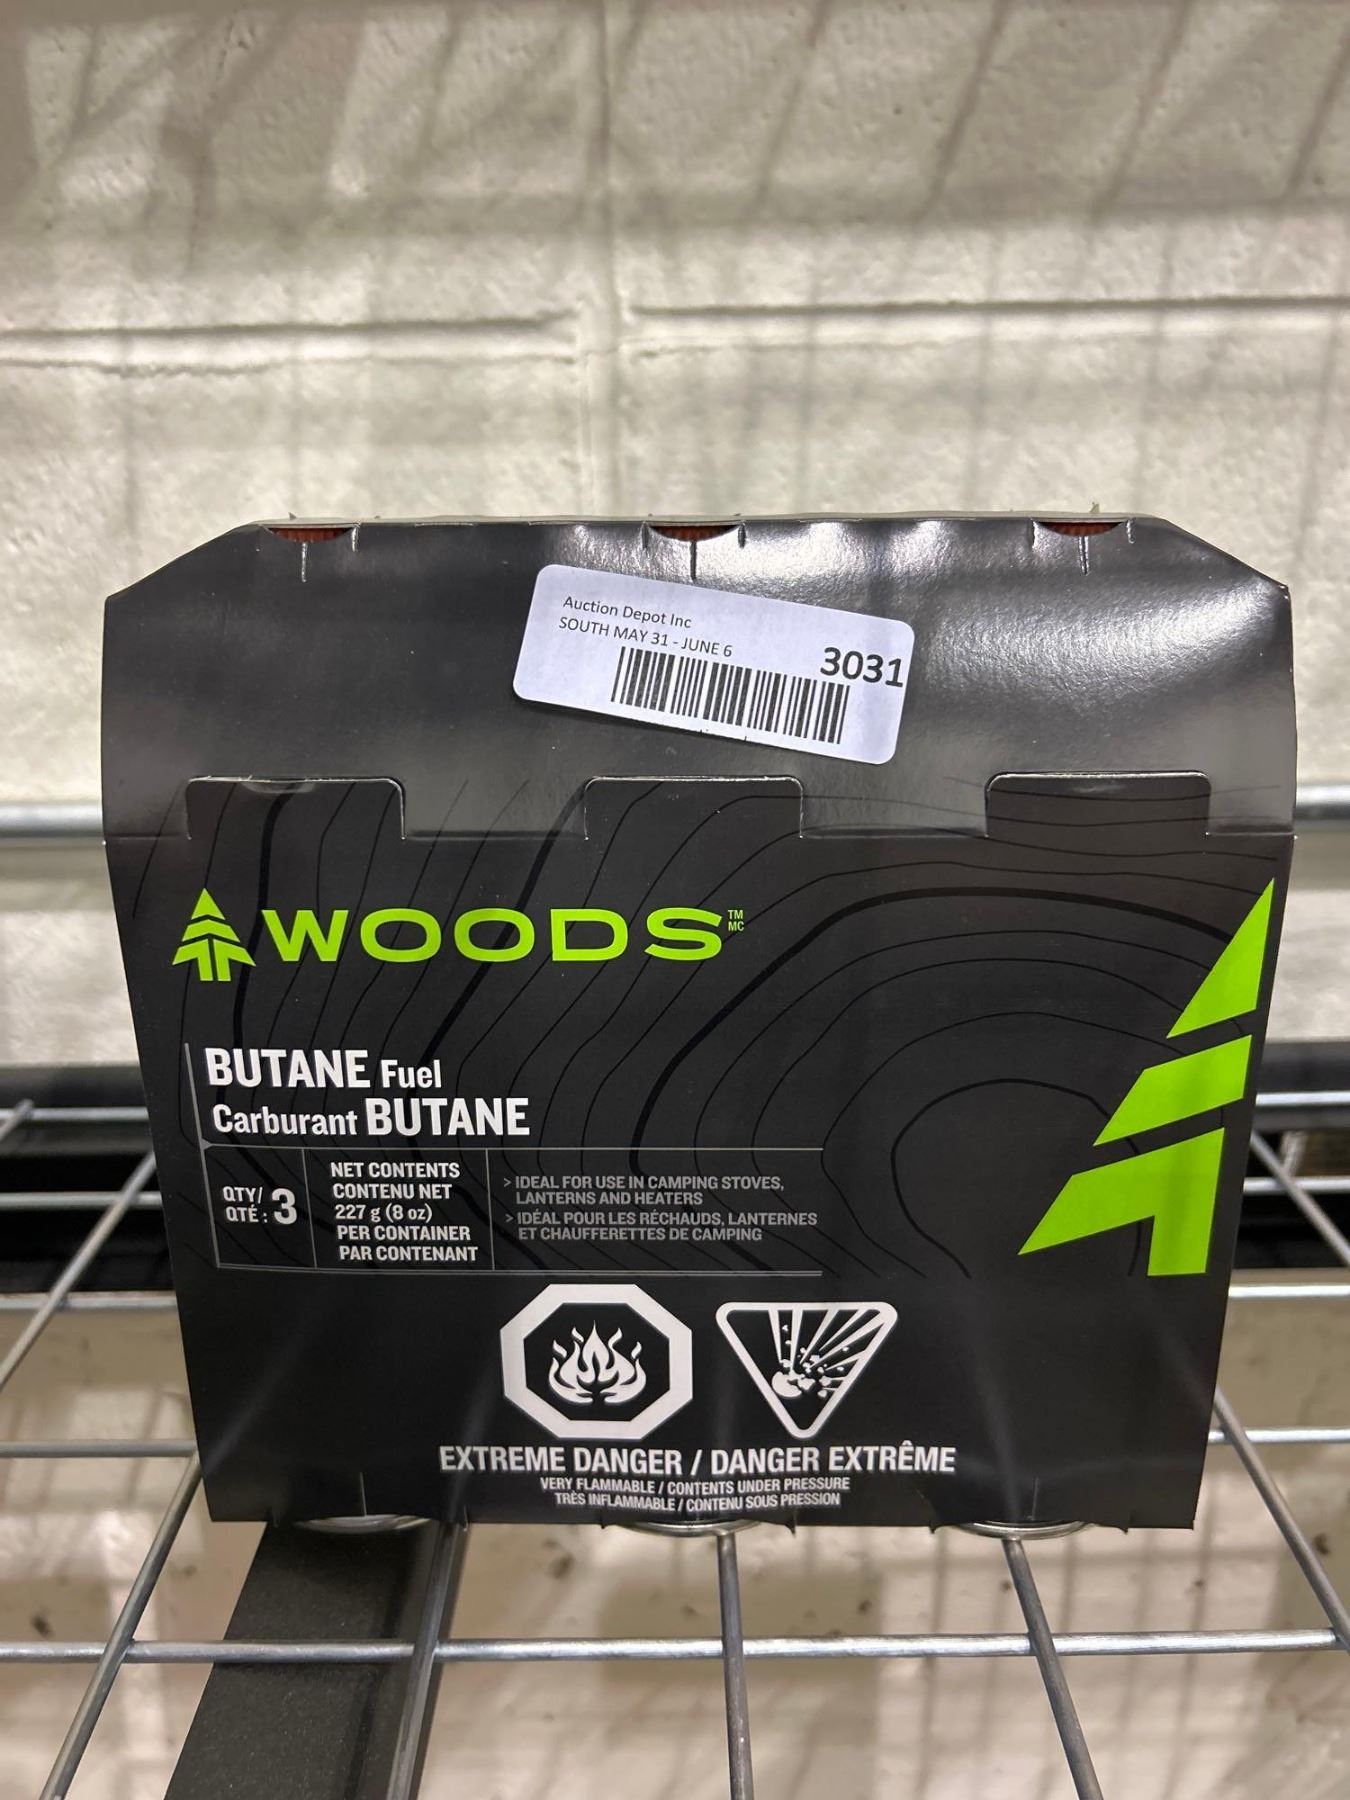 Auction Depot Inc
SOUTH MAY 31 - JUNE 6
3031
WOODS™ MC
BUTANE Fuel
Carburant BUTANE
QTY/
QTÉ : 3
NET CONTENTS
CONTENU NET
227 g (8 oz)
PER CONTAINER
PAR CONTENANT
> IDEAL FOR USE IN CAMPING STOVES,
LANTERNS AND HEATERS
> IDÉAL POUR LES RÉCHAUDS, LANTERNES
ET CHAUFFERETTES DE CAMPING
EXTREME DANGER / DANGER EXTRÊME
VERY FLAMMABLE / CONTENTS UNDER PRESSURE
TRÈS INFLAMMABLE / CONTENU SOUS PRESSION